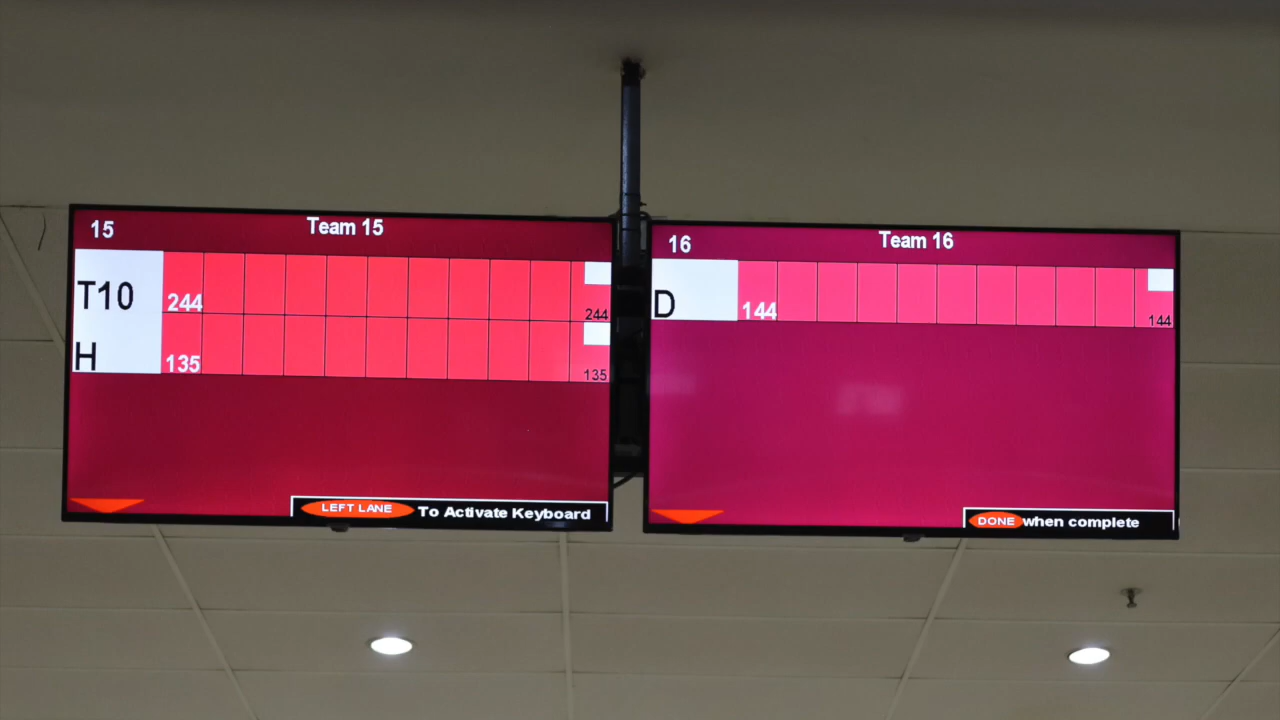 15 Team 15
T10 244 244
H 135 135
LEFT LANE To Activate Keyboard
16 Team 16
D 144 144
DONE when complete